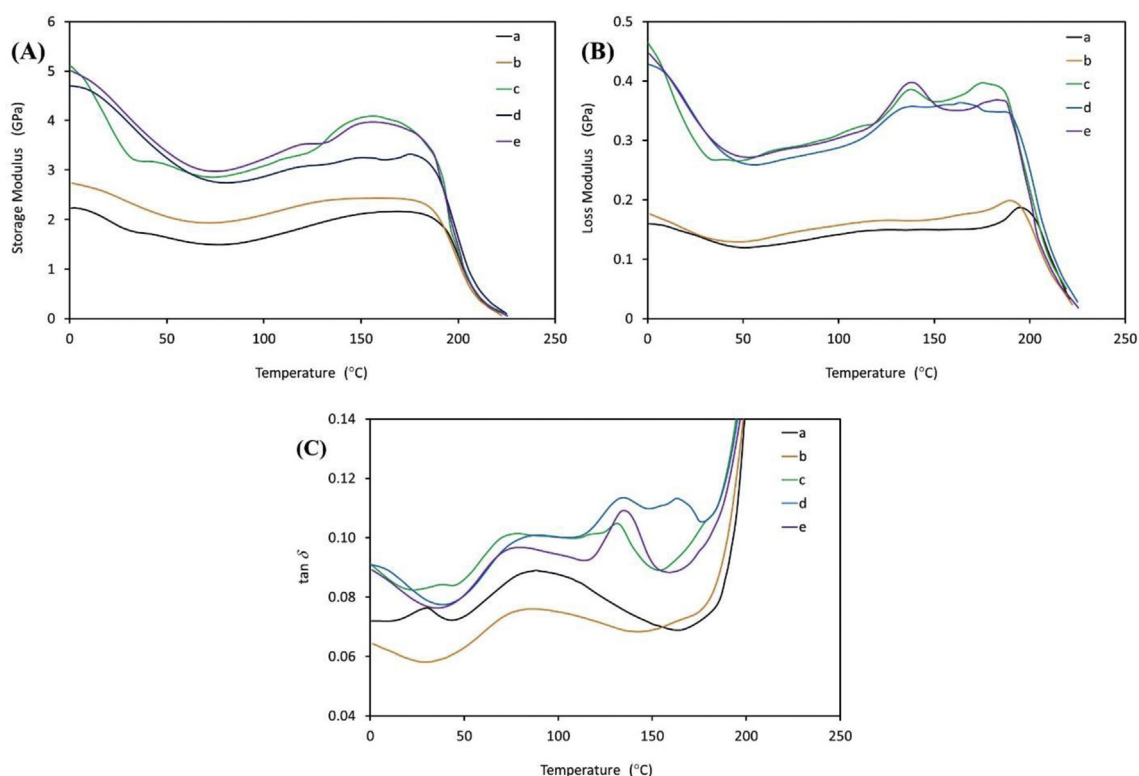 (A)
Storage Modulus (GPa)
6
5
4
3
2
1
0
0 50 100 150 200 250
Temperature (°C)
a
b
c
d
e
(B)
Loss Modulus (GPa)
0.5
0.4
0.3
0.2
0.1
0
0 50 100 150 200 250
Temperature (°C)
a
b
c
d
e
(C)
tan δ
0.14
0.12
0.10
0.08
0.06
0.04
0 50 100 150 200 250
Temperature (°C)
a
b
c
d
e